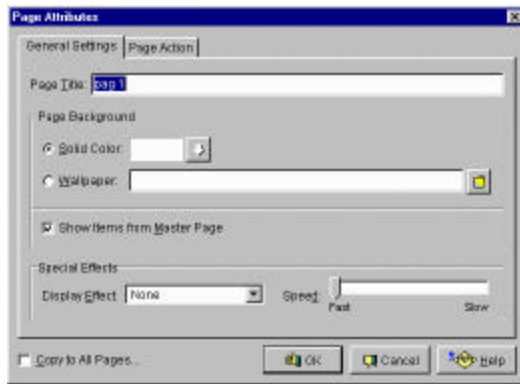 Page Attributes
General Settings Page Action
Page Title: pag 1
Page Background
Solid Color:
Wallpaper:
Show Items from Master Page
Special Effects
Display Effect: None Speed:
Fast Slow
Copy to All Pages... OK Cancel Help